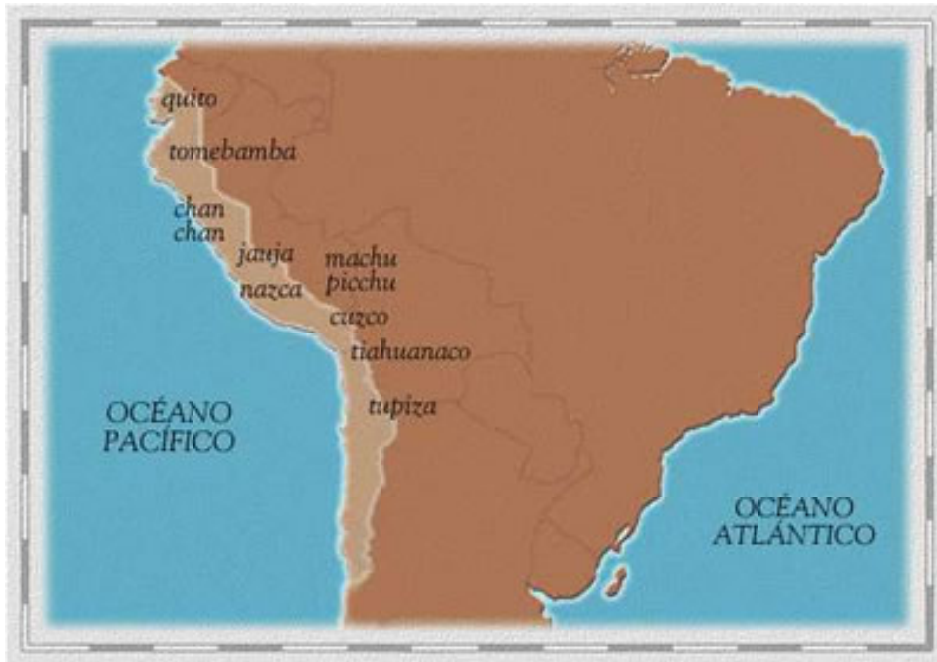 quito
tomebamba
chan
chan
jauja
machu
picchu
nazca
cuzco
tiahuanaco
tupiza
OCÉANO
PACÍFICO
OCÉANO
ATLÁNTICO